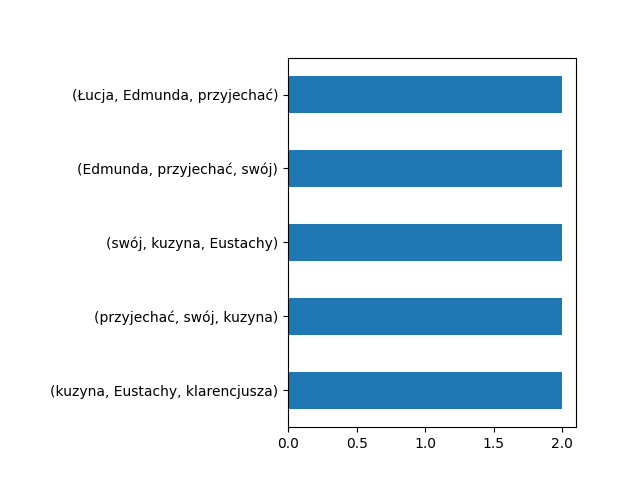 (Łucja, Edmunda, przyjechać)
(Edmunda, przyjechać, swój)
(swój, kuzyna, Eustachy)
(przyjechać, swój, kuzyna)
(kuzyna, Eustachy, klarencjusza)
0.0 0.5 1.0 1.5 2.0